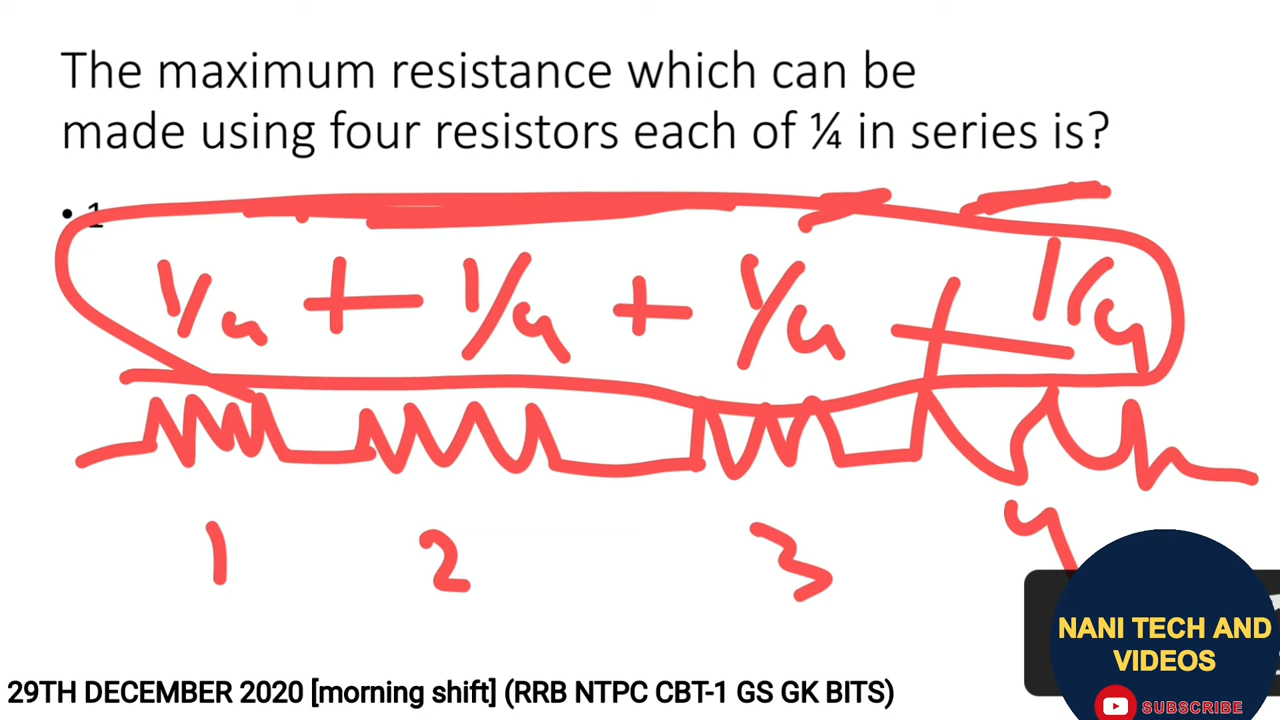 The maximum resistance which can be
made using four resistors each of ¼ in series is?
• 1
1/4 + 1/4 + 1/4 + 1/4
1 2 3 4
NANI TECH AND
VIDEOS
29TH DECEMBER 2020 [morning shift] (RRB NTPC CBT-1 GS GK BITS)
SUBSCRIBE